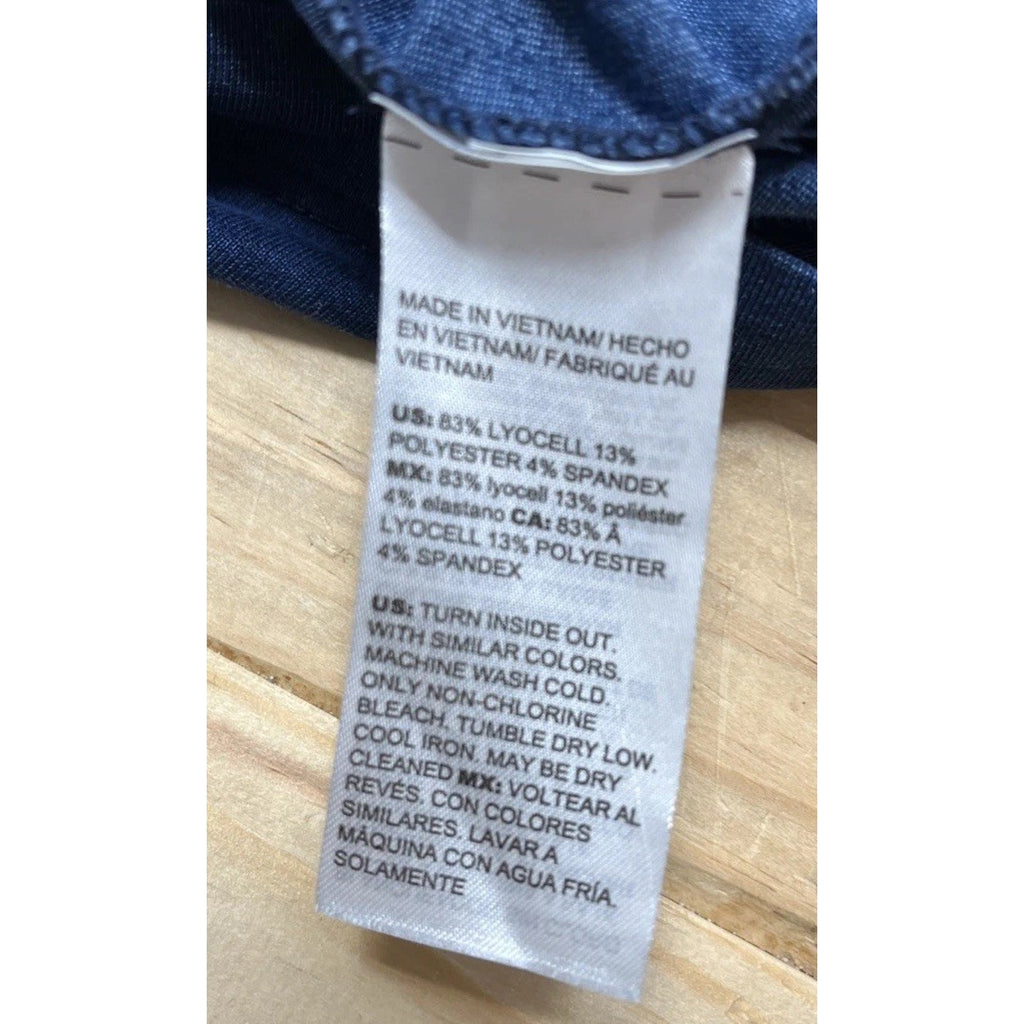 MADE IN VIETNAM/ HECHO
EN VIETNAM/ FABRIQUÉ AU
VIETNAM
US: 83% LYOCELL 13%
POLYESTER 4% SPANDEX
MX: 83% lyocell 13% poliéster
4% elastano CA: 83% Â
LYOCELL 13% POLYESTER
4% SPANDEX
US: TURN INSIDE OUT.
WITH SIMILAR COLORS.
MACHINE WASH COLD.
ONLY NON-CHLORINE
BLEACH. TUMBLE DRY LOW.
COOL IRON. MAY BE DRY
CLEANED MX: VOLTEAR AL
REVÉS. CON COLORES
SIMILARES. LAVAR A
MÁQUINA CON AGUA FRÍA.
SOLAMENTE